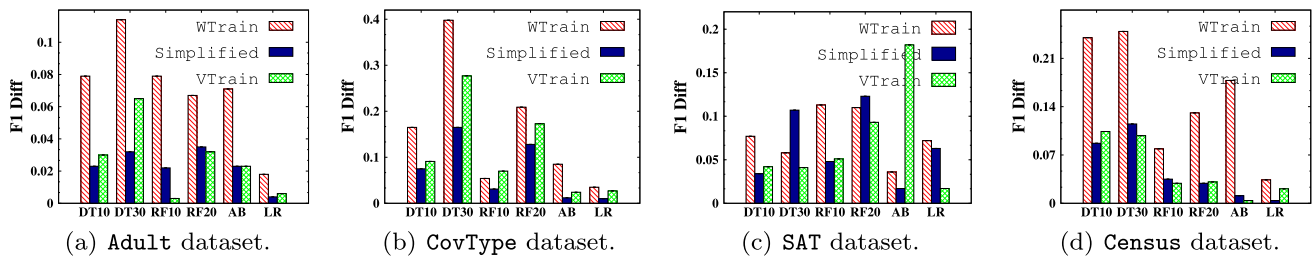 F1 Diff
0.1
0.08
0.06
0.04
0.02
0
WTrain
Simplified
VTrain
DT10 DT30 RF10 RF20 AB LR
(a) Adult dataset.
F1 Diff
0.4
0.3
0.2
0.1
0
WTrain
Simplified
VTrain
DT10 DT30 RF10 RF20 AB LR
(b) CovType dataset.
F1 Diff
0.2
0.15
0.1
0.05
0
WTrain
Simplified
VTrain
DT10 DT30 RF10 RF20 AB LR
(c) SAT dataset.
F1 Diff
0.21
0.14
0.07
0
WTrain
Simplified
VTrain
DT10 DT30 RF10 RF20 AB LR
(d) Census dataset.